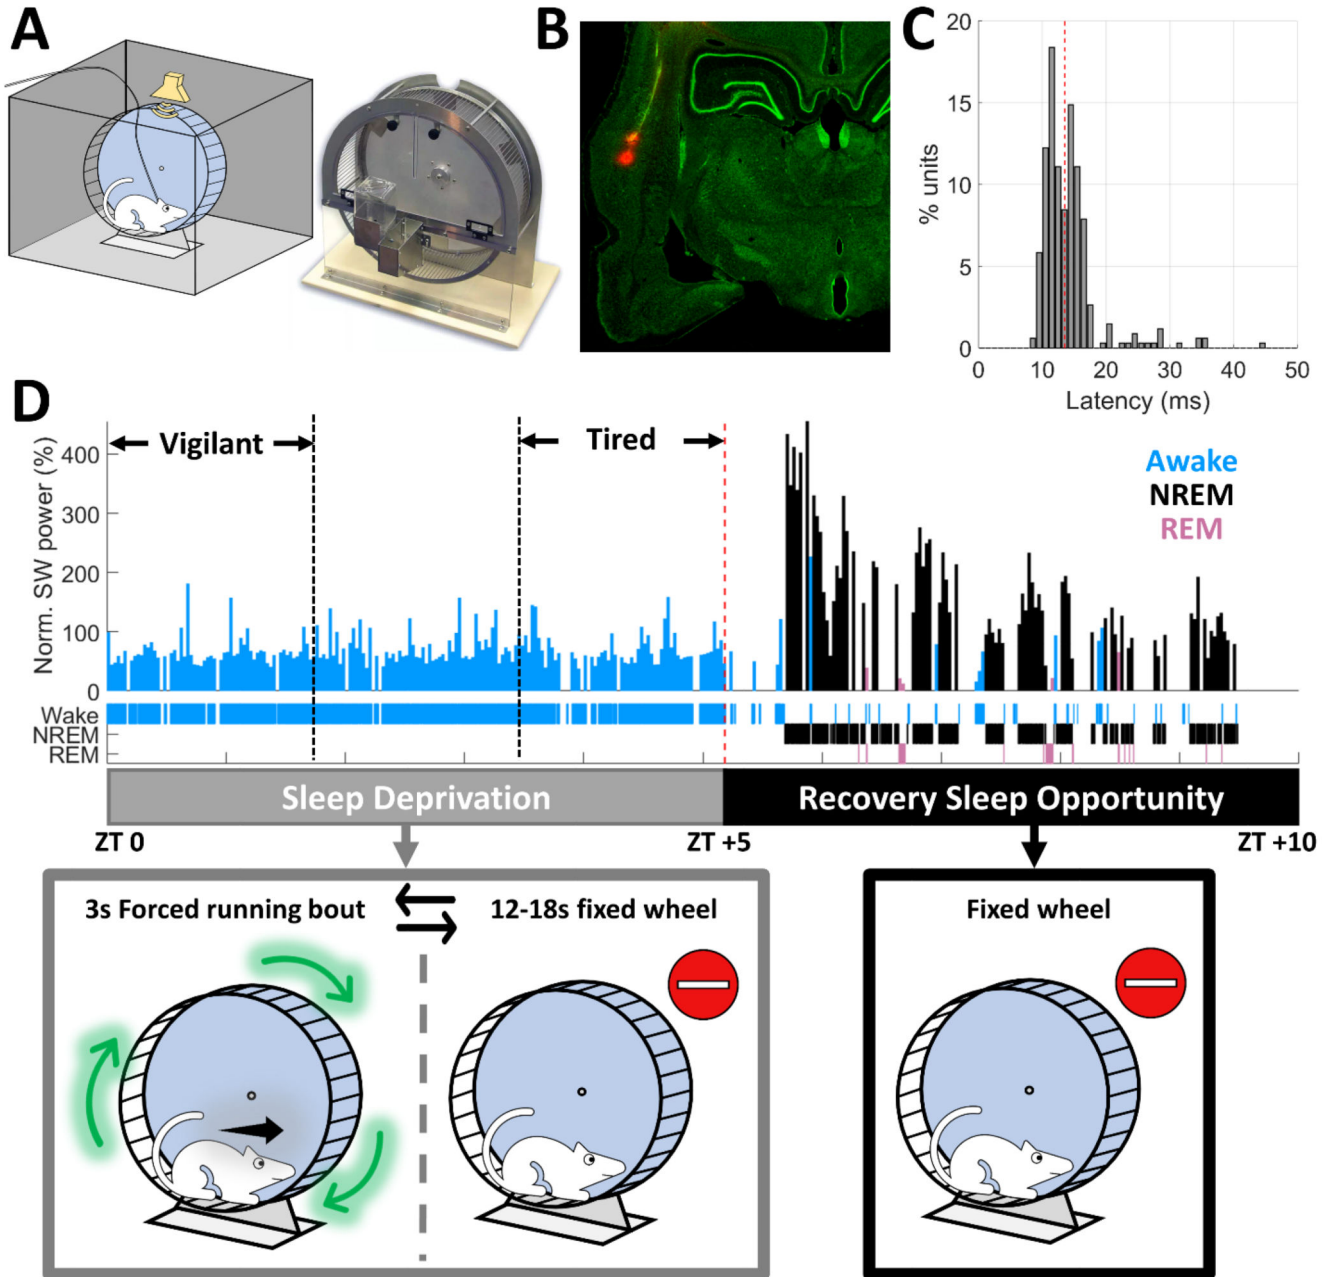 A
B
C
20
15
10
5
0
% units
0 10 20 30 40 50
Latency (ms)
D
Norm. SW power (%)
400
300
200
100
0
Vigilant
Tired
Awake
NREM
REM
Wake
NREM
REM
Sleep Deprivation
Recovery Sleep Opportunity
ZT 0
ZT +5
ZT +10
3s Forced running bout
12-18s fixed wheel
Fixed wheel